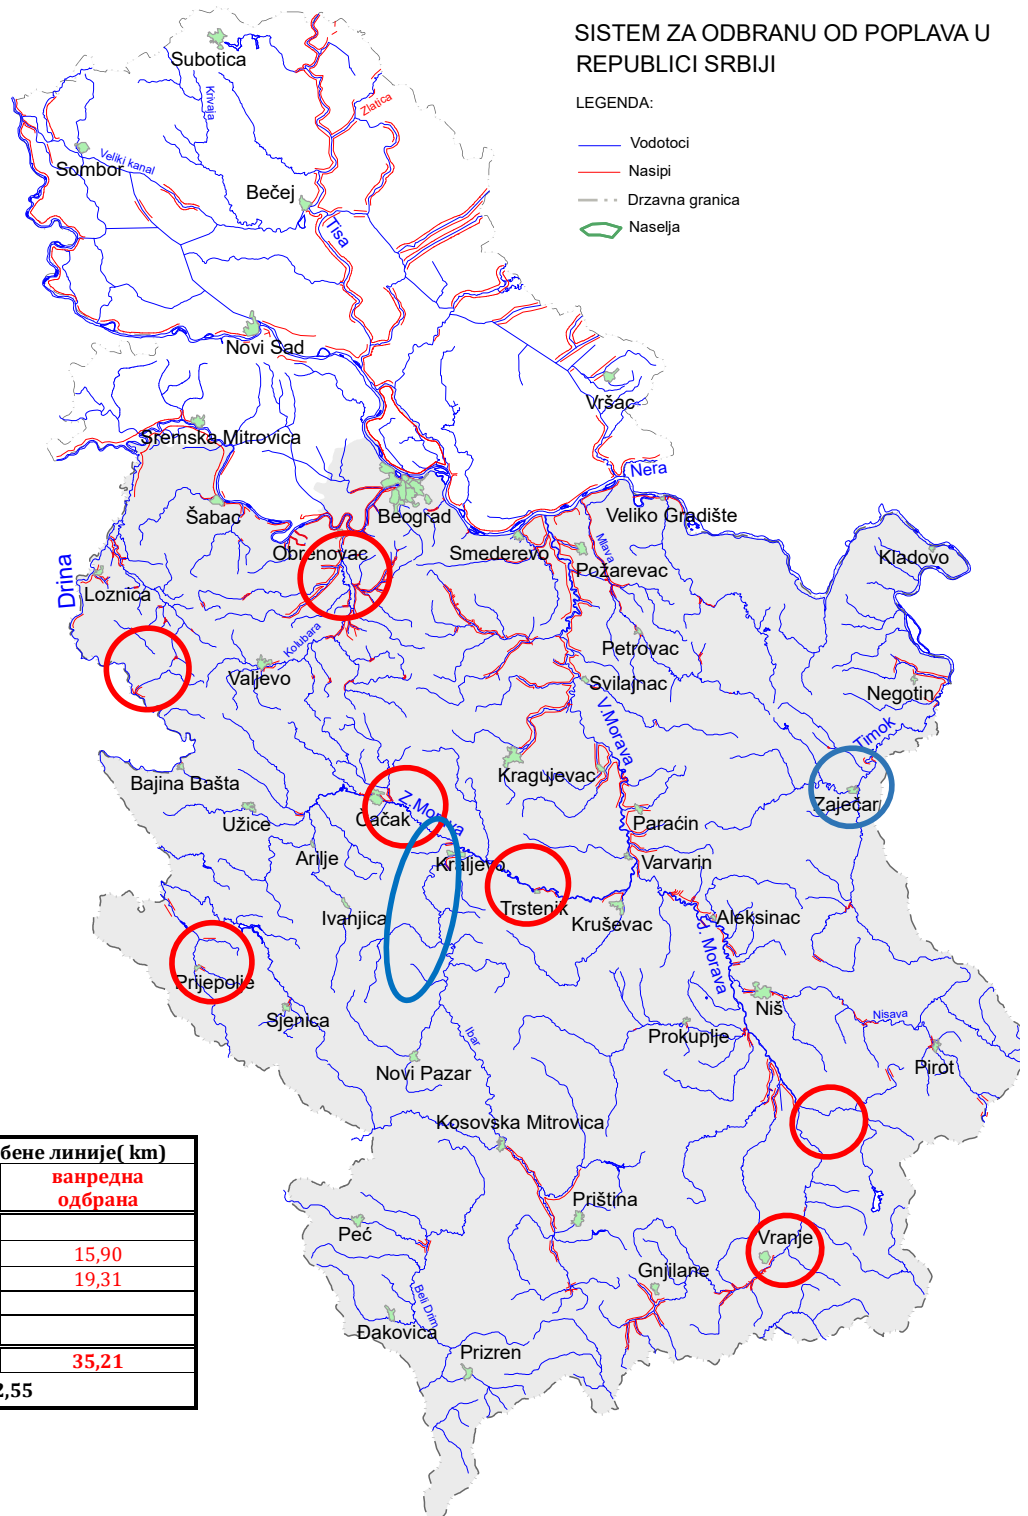 SISTEM ZA ODBRANU OD POPLAVA U
REPUBLICI SRBIJI
LEGENDA:
Vodotoci
Nasipi
Drzavna granica
Naselja
Subotica
Krivaja
Zlatica
Sombor
Veliki kanal
Bečej
Tisa
Novi Sad
Vršac
Sremska Mitrovica
Nera
Šabac
Beograd
Veliko Gradište
Obrenovac
Smederevo
Mlava
Požarevac
Kladovo
Drina
Loznica
Kolubara
Petrovac
Valjevo
Svilajnac
Negotin
V.Morava
Timok
Bajina Bašta
Kragujevac
Zaječar
Užice
Čačak
Z.Morava
Paraćin
Arilje
Kraljevo
Varvarin
Ivanjica
Trstenik
Kruševac
Aleksinac
J. Morava
Prijepolje
Sjenica
Niš
Nisava
Ibar
Prokuplje
Pirot
Novi Pazar
Kosovska Mitrovica
Priština
Peć
Vranje
Gnjilane
Beli Drim
Đakovica
Prizren
бене линије( km)
ванредна
одбрана
15,90
19,31
35,21
2,55